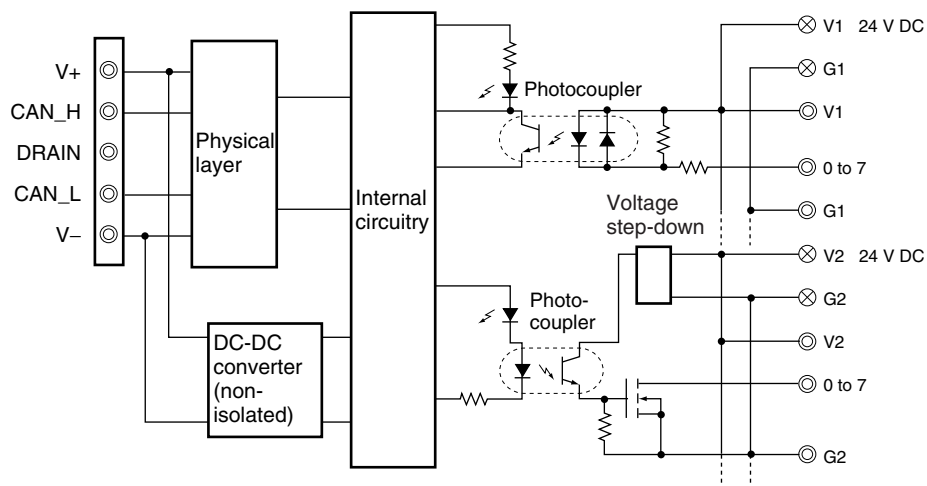 V+
CAN_H
DRAIN
CAN_L
V−
Physical
layer
DC-DC
converter
(non-
isolated)
Internal
circuitry
Photocoupler
Voltage
step-down
Photo-
coupler
V1 24 V DC
G1
V1
0 to 7
G1
V2 24 V DC
G2
V2
0 to 7
G2